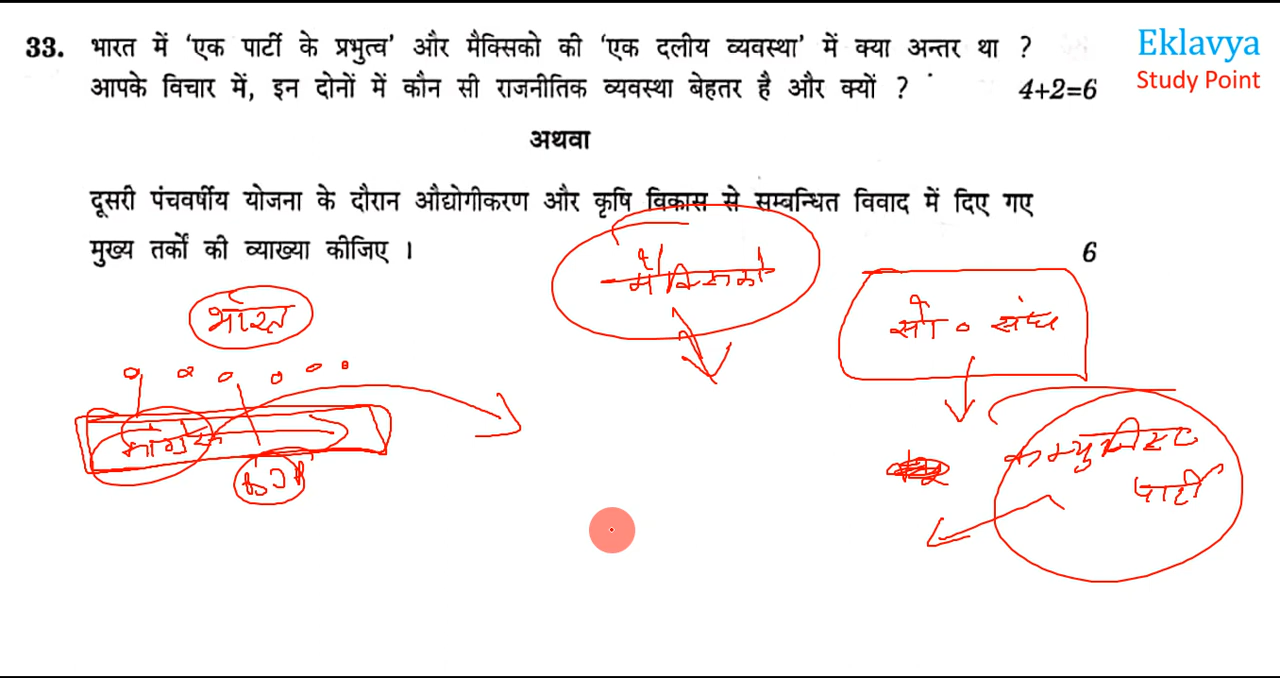 33. भारत में 'एक पार्टी के प्रभुत्व' और मैक्सिको की 'एक दलीय व्यवस्था' में क्या अन्तर था ?
Eklavya
Study Point
आपके विचार में, इन दोनों में कौन सी राजनीतिक व्यवस्था बेहतर है और क्यों ? 4+2=6
अथवा
दूसरी पंचवर्षीय योजना के दौरान औद्योगीकरण और कृषि विकास से सम्बन्धित विवाद में दिए गए
मुख्य तर्कों की व्याख्या कीजिए । 6
मैक्सिको
भारत
सो० संघ
कांग्रेस
कम्युनिस्ट
पार्टी